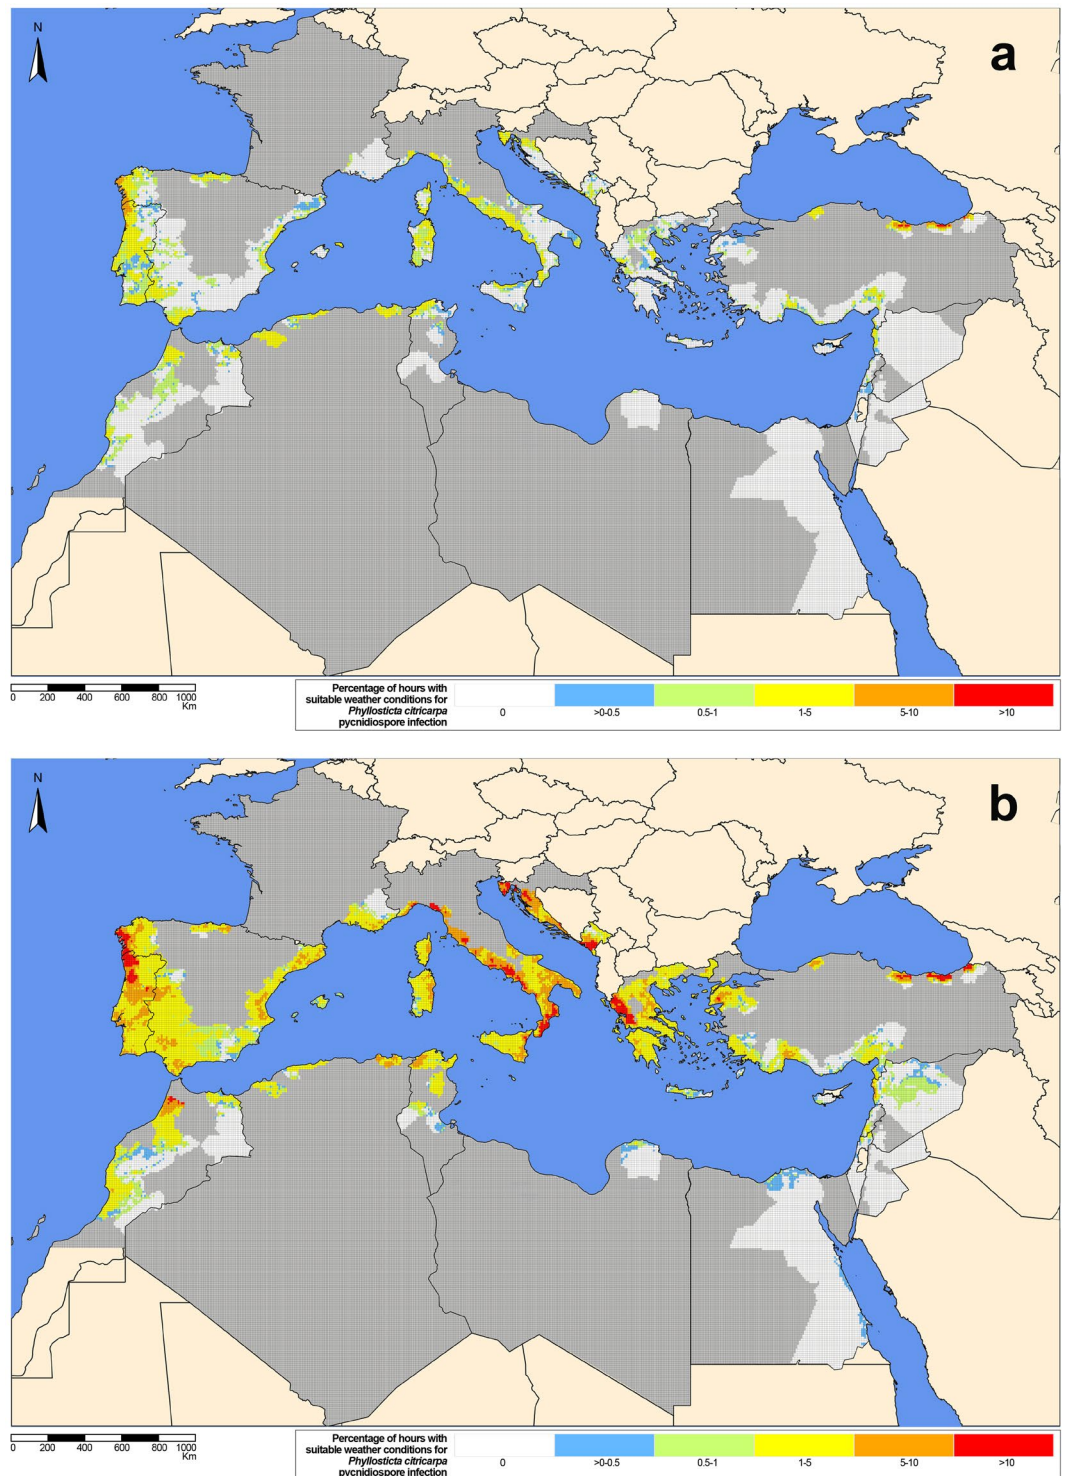 N
a
0 200 400 600 800 1000
Km
Percentage of hours with
suitable weather conditions for
Phyllosticta citricarpa
pycnidiospore infection
0 >0-0.5 0.5-1 1-5 5-10 >10
N
b
0 200 400 600 800 1000
Km
Percentage of hours with
suitable weather conditions for
Phyllosticta citricarpa
pycnidiospore infection
0 >0-0.5 0.5-1 1-5 5-10 >10